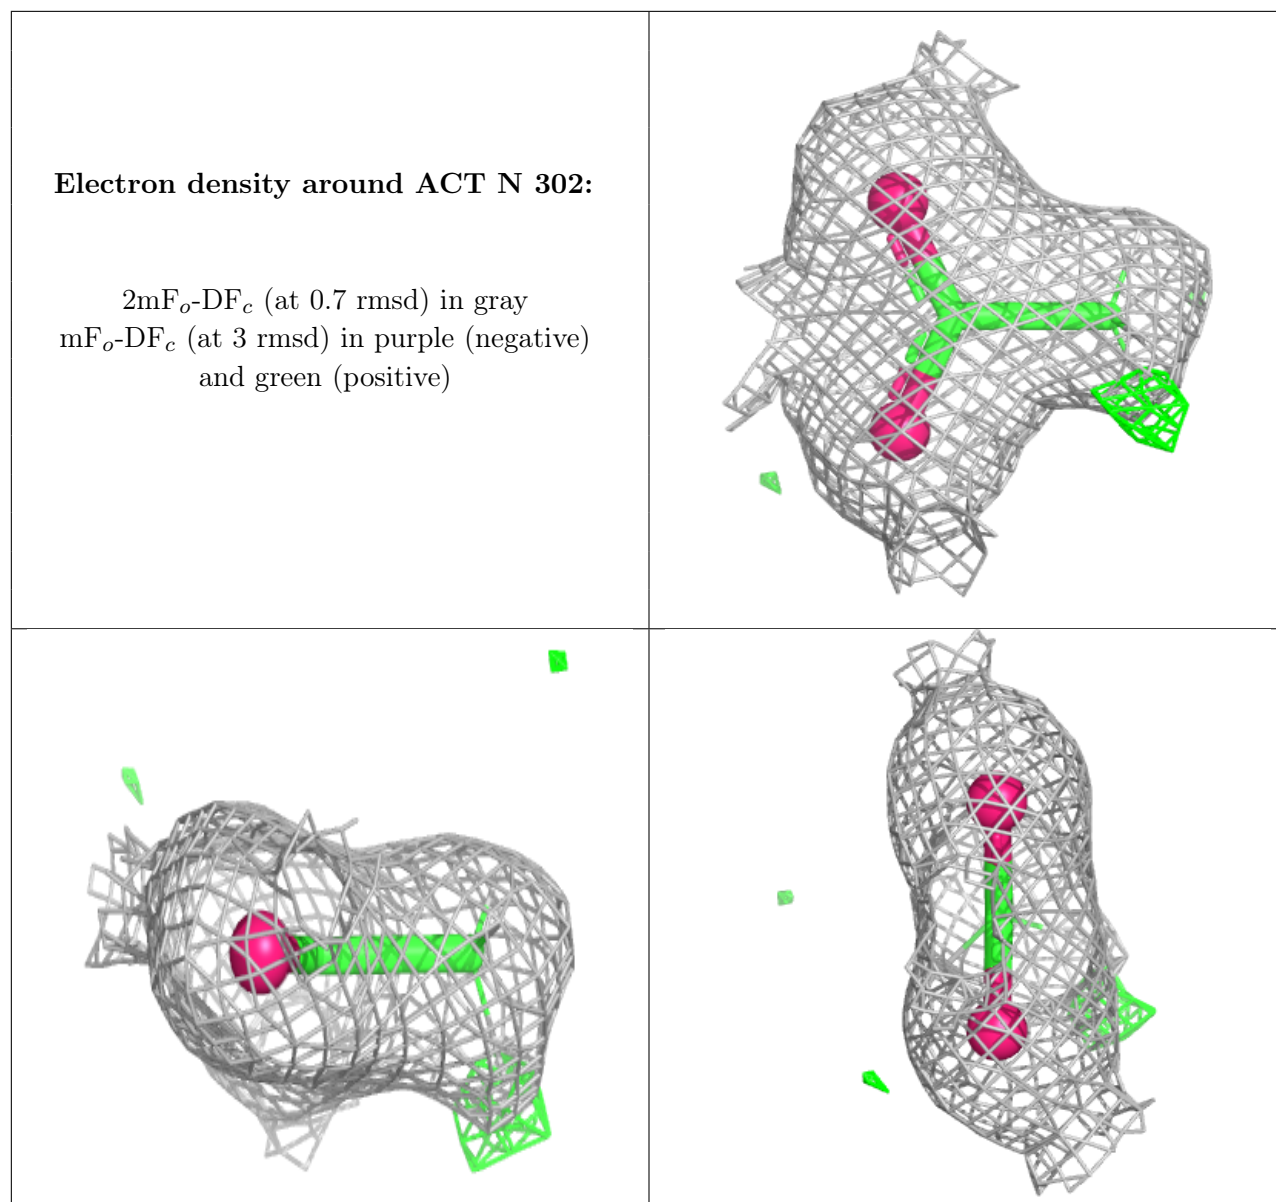 Electron density around ACT N 302:
2mFₒ-DF𝒸 (at 0.7 rmsd) in gray
mFₒ-DF𝒸 (at 3 rmsd) in purple (negative)
and green (positive)